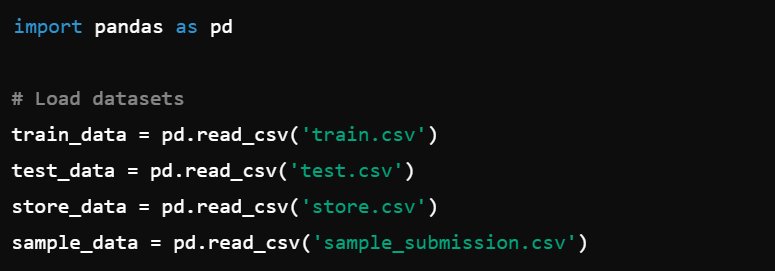 import pandas as pd
# Load datasets
train_data = pd.read_csv('train.csv')
test_data = pd.read_csv('test.csv')
store_data = pd.read_csv('store.csv')
sample_data = pd.read_csv('sample_submission.csv')